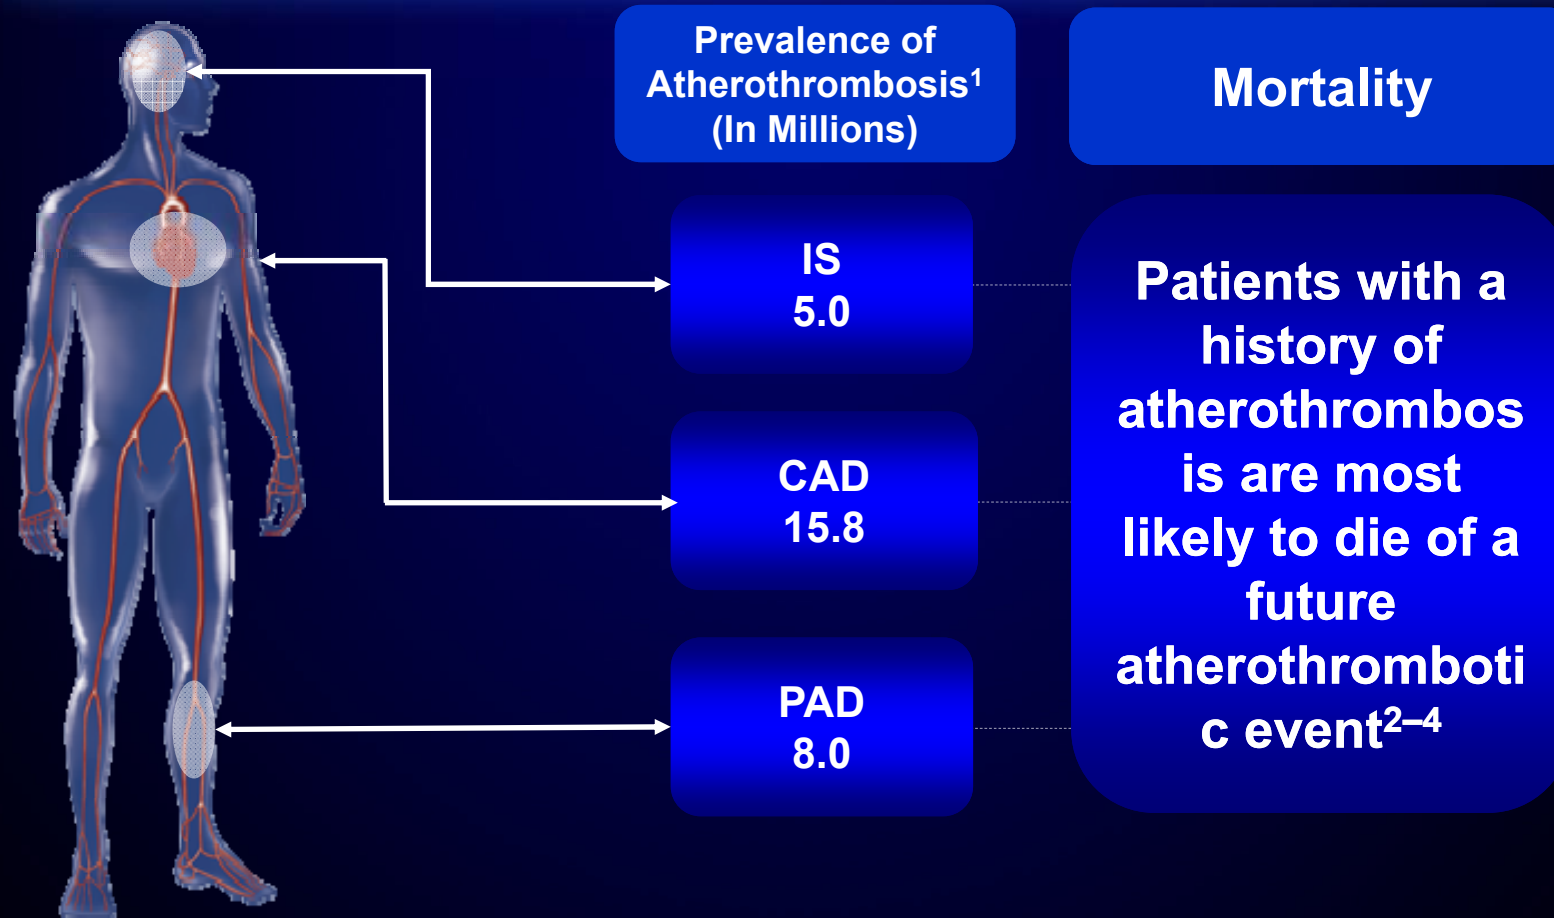 Prevalence of
Atherothrombosis¹
(In Millions)
Mortality
IS
5.0
CAD
15.8
PAD
8.0
Patients with a
history of
atherothrombos
is are most
likely to die of a
future
atherothromboti
c event²⁻⁴